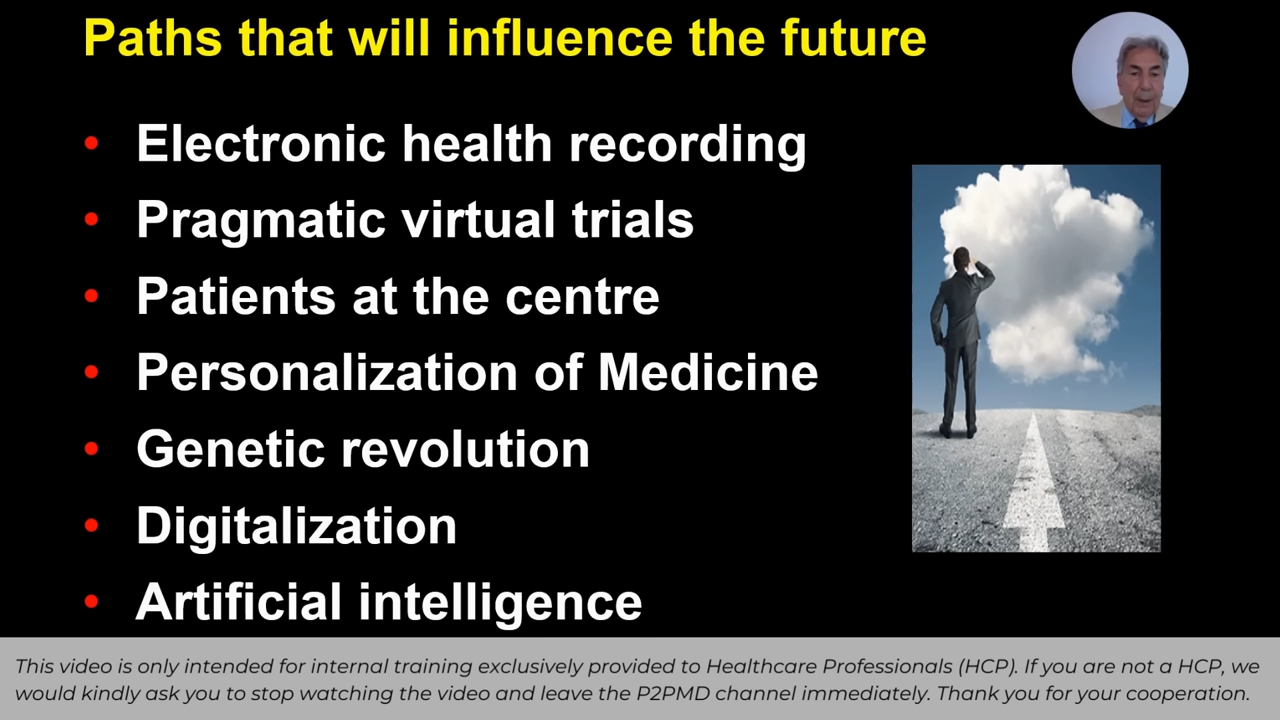 Paths that will influence the future
• Electronic health recording
• Pragmatic virtual trials
• Patients at the centre
• Personalization of Medicine
• Genetic revolution
• Digitalization
• Artificial intelligence
This video is only intended for internal training exclusively provided to Healthcare Professionals (HCP). If you are not a HCP, we
would kindly ask you to stop watching the video and leave the P2PMD channel immediately. Thank you for your cooperation.